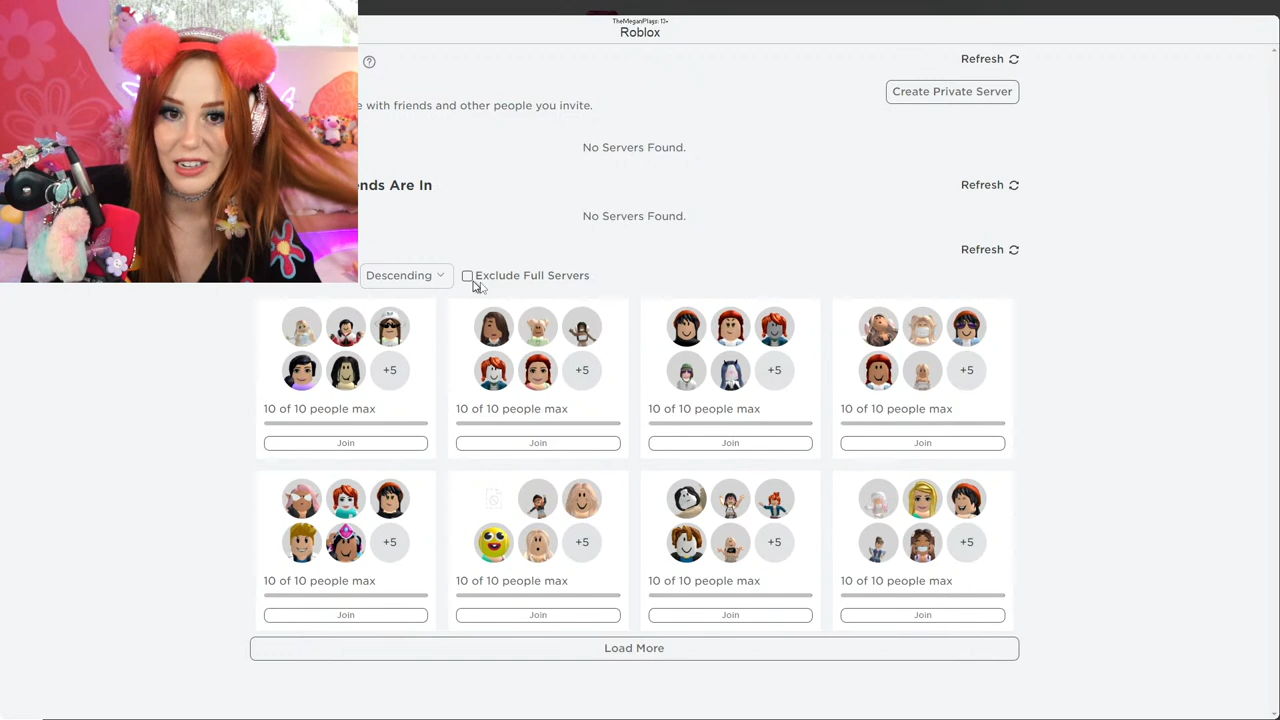 TheMeganPlays: 13+
Roblox
Refresh
Create Private Server
e with friends and other people you invite.
No Servers Found.
ends Are In
Refresh
No Servers Found.
Refresh
Descending
Exclude Full Servers
+5 +5 +5 +5
10 of 10 people max 10 of 10 people max 10 of 10 people max 10 of 10 people max
Join Join Join Join
+5 +5 +5 +5
10 of 10 people max 10 of 10 people max 10 of 10 people max 10 of 10 people max
Join Join Join Join
Load More